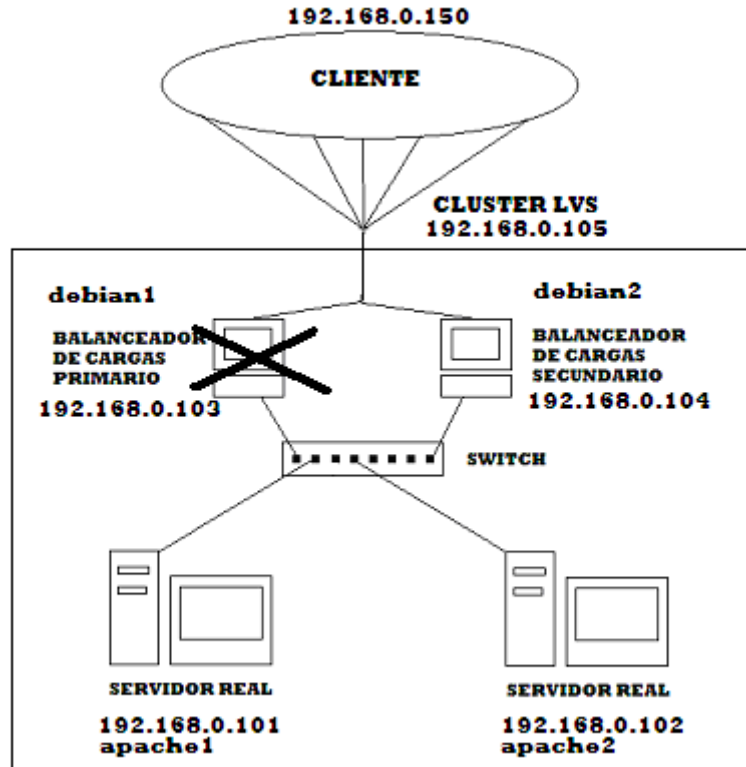 192.168.0.150
CLIENTE
CLUSTER LVS
192.168.0.105
debian1
debian2
BALANCEADOR
DE CARGAS
PRIMARIO
192.168.0.103
BALANCEADOR
DE CARGAS
SECUNDARIO
192.168.0.104
SWITCH
SERVIDOR REAL
192.168.0.101
apache1
SERVIDOR REAL
192.168.0.102
apache2